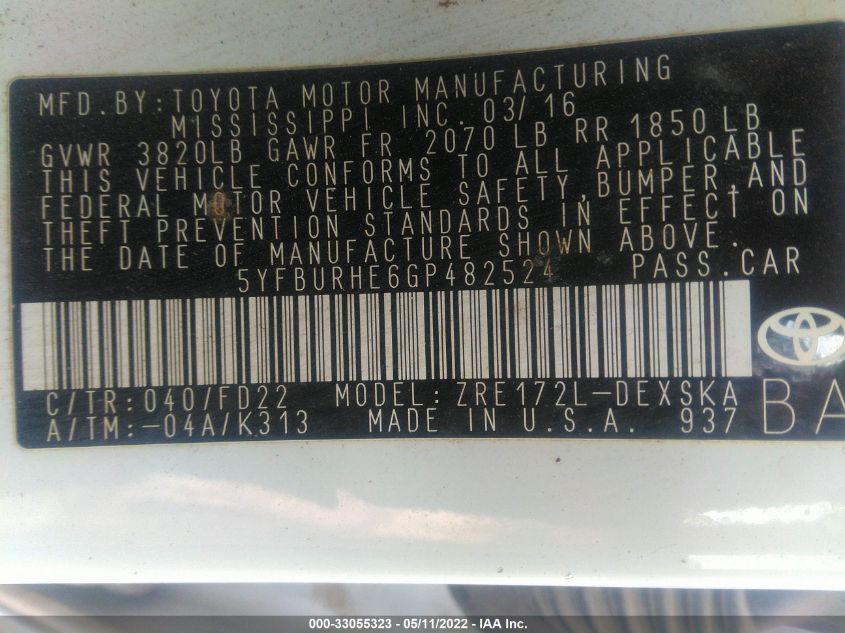 MFD.BY:TOYOTA MOTOR MANUFACTURING
MISSISSIPPI INC. 03/16
GVWR 3820LB GAWR FR 2070 LB RR 1850 LB
THIS VEHICLE CONFORMS TO ALL APPLICABLE
FEDERAL MOTOR VEHICLE SAFETY,BUMPER,AND
THEFT PREVENTION STANDARDS IN EFFECT ON
THE DATE OF MANUFACTURE SHOWN ABOVE.
5YFBURHE6GP482524 PASS.CAR
C/TR:040/FD22 MODEL:ZRE172L-DEXSKA
A/TM:-04A/K313 MADE IN U.S.A. 937
BA
000-33055323 - 05/11/2022 - IAA Inc.